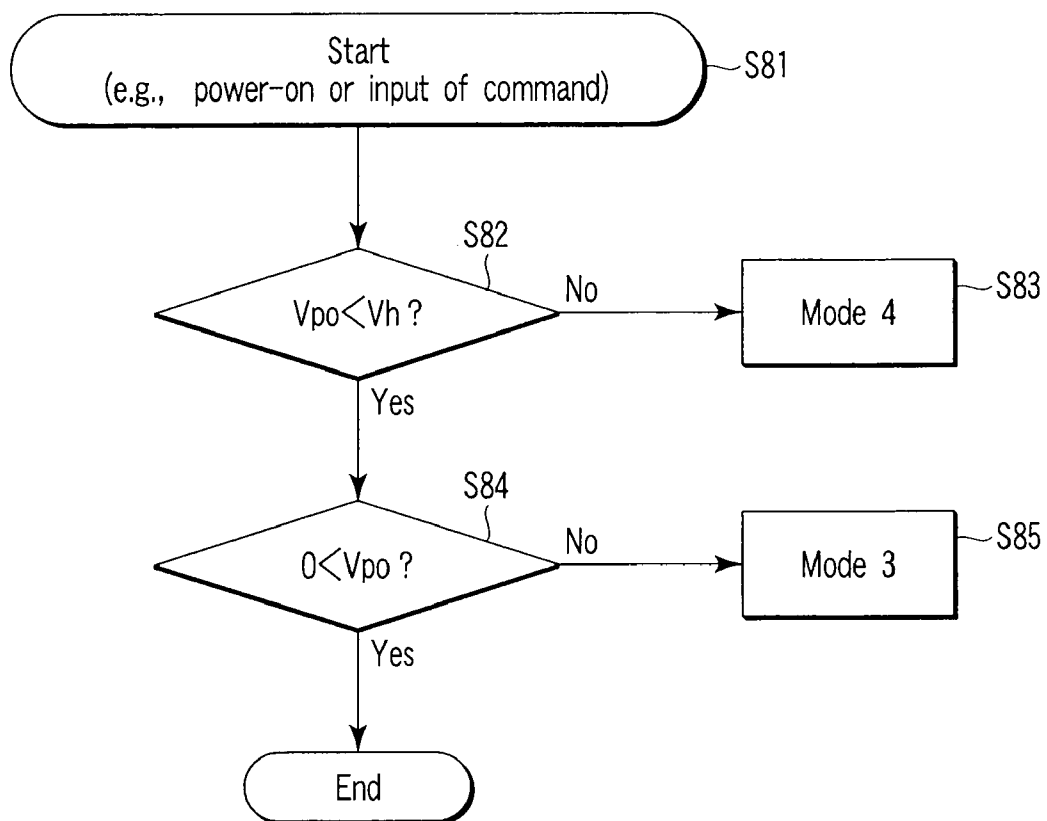 Start
(e.g., power-on or input of command)
S81
S82
Vpo<Vh ?
No
Mode 4
S83
Yes
S84
0<Vpo ?
No
Mode 3
S85
Yes
End